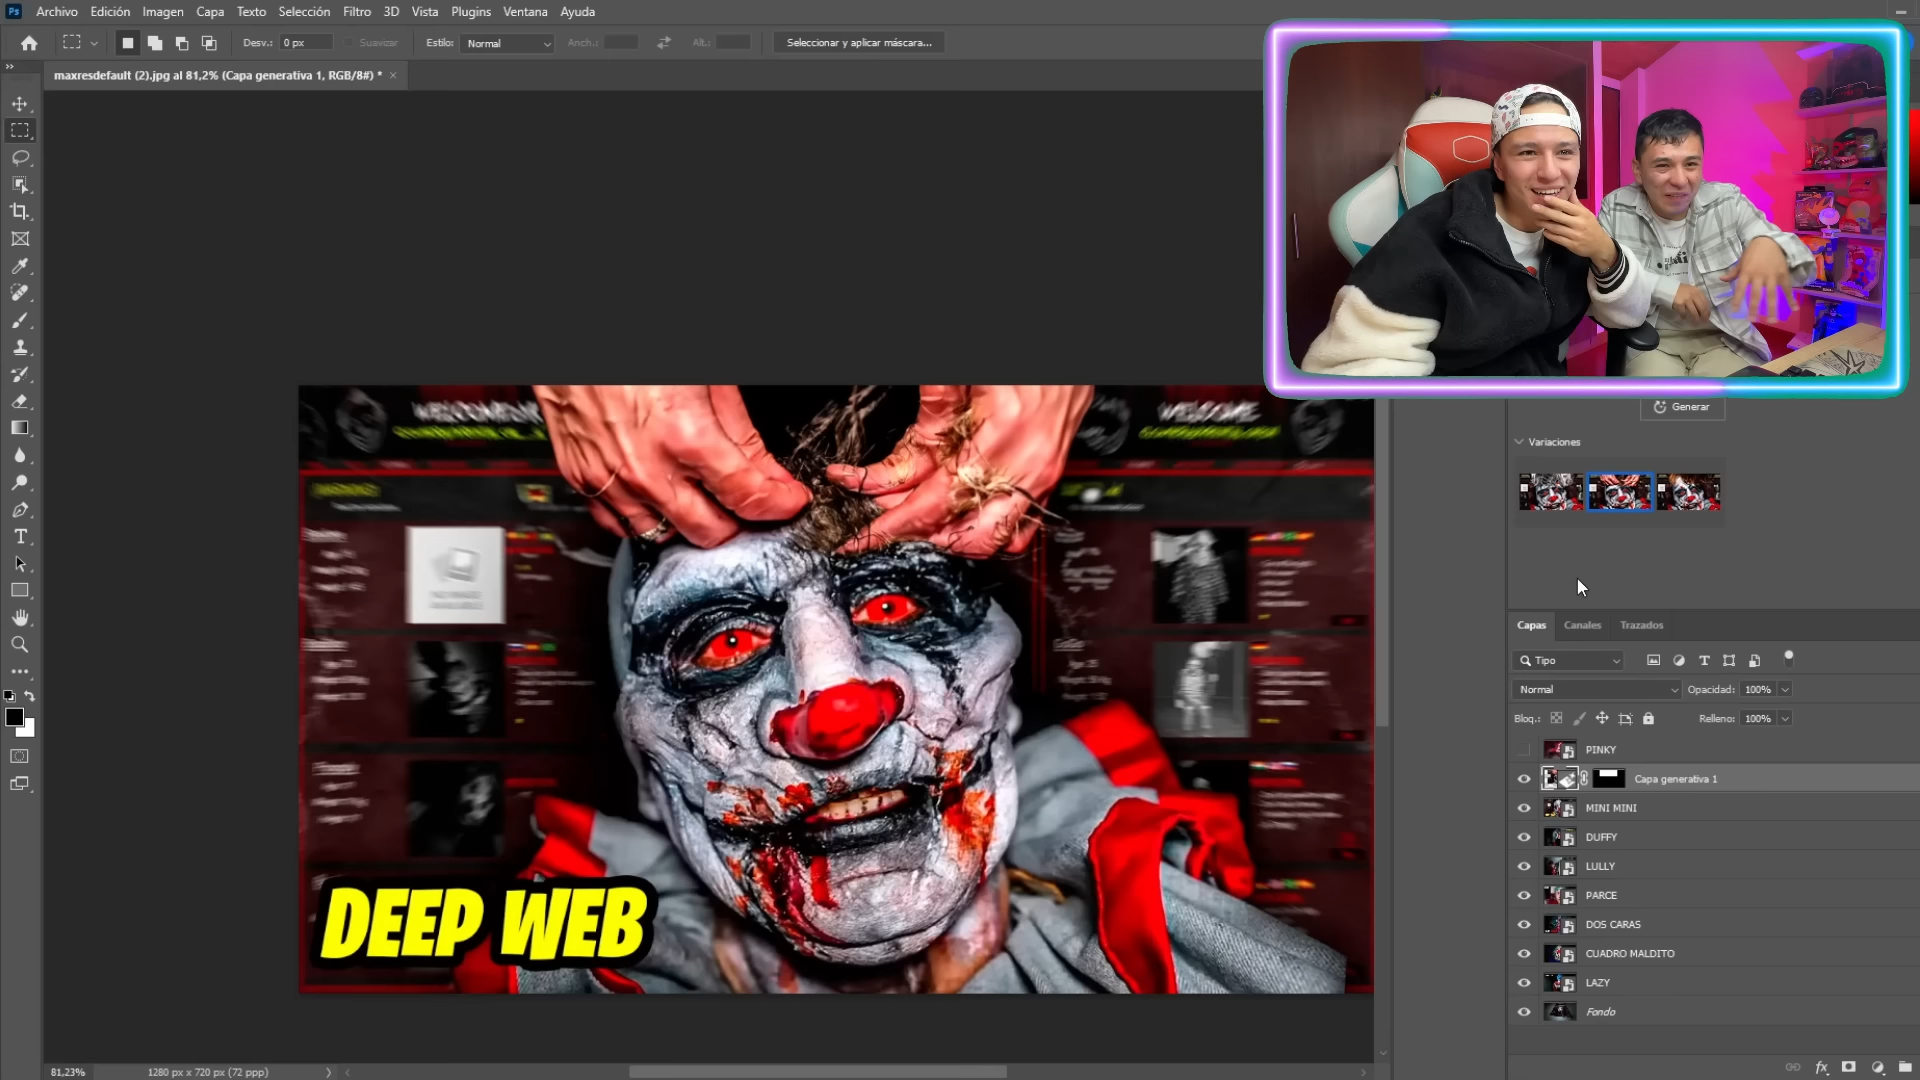 Ps Archivo Edición Imagen Capa Texto Selección Filtro 3D Vista Plugins Ventana Ayuda
Desv.: 0 px Suavizar Estilo: Normal Anch.: Alt.: Seleccionar y aplicar máscara...
maxresdefault (2).jpg al 81,2% (Capa generativa 1, RGB/8#) *
Generar
Variaciones
WELCOME
DEEP WEB
Capas Canales Trazados
Tipo
Normal Opacidad: 100%
Bloq.: Relleno: 100%
PINKY
Capa generativa 1
MINI MINI
DUFFY
LULLY
PARCE
DOS CARAS
CUADRO MALDITO
LAZY
Fondo
fx
81,23% 1280 px x 720 px (72 ppp)